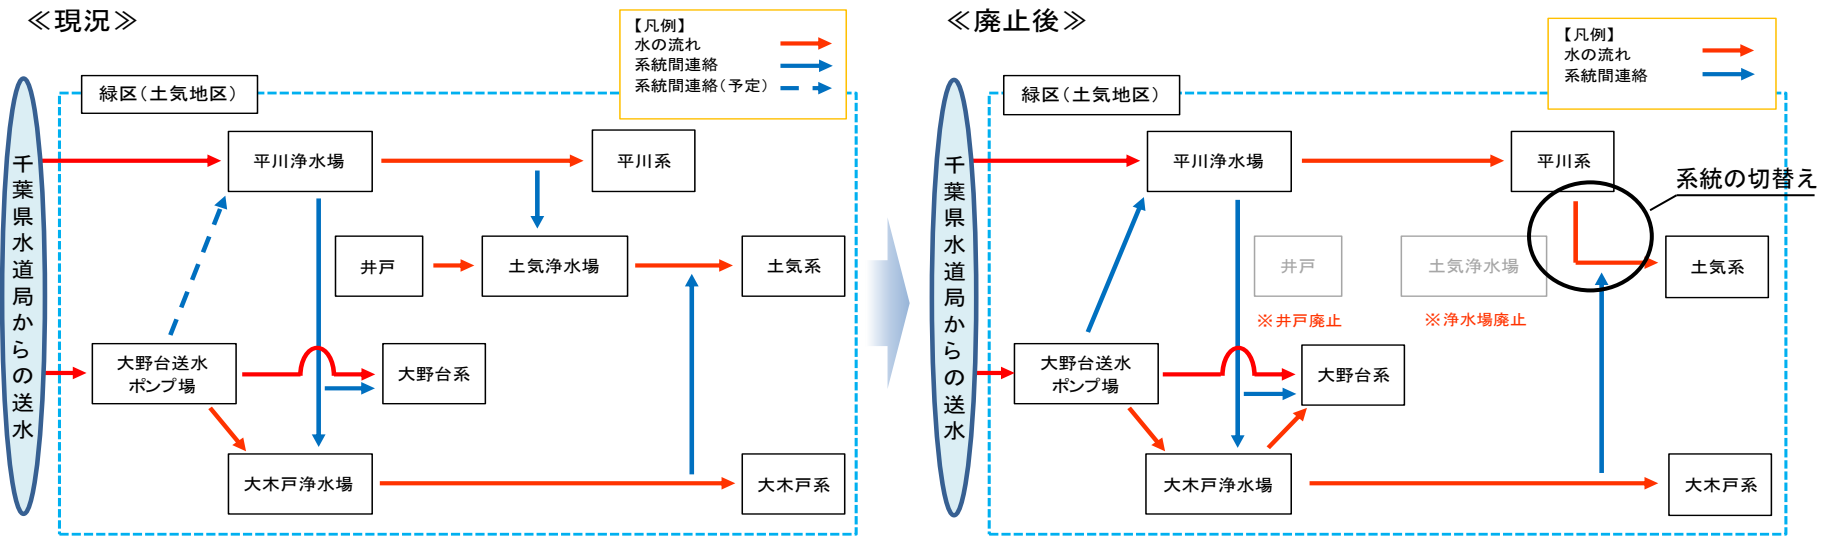 ≪現況≫
【凡例】
水の流れ
系統間連絡
系統間連絡(予定)
緑区(土気地区)
千葉県水道局からの送水
平川浄水場
平川系
井戸
土気浄水場
土気系
大野台送水
ポンプ場
大野台系
大木戸浄水場
大木戸系
≪廃止後≫
【凡例】
水の流れ
系統間連絡
緑区(土気地区)
千葉県水道局からの送水
平川浄水場
平川系
系統の切替え
井戸
土気浄水場
土気系
※井戸廃止
※浄水場廃止
大野台送水
ポンプ場
大野台系
大木戸浄水場
大木戸系